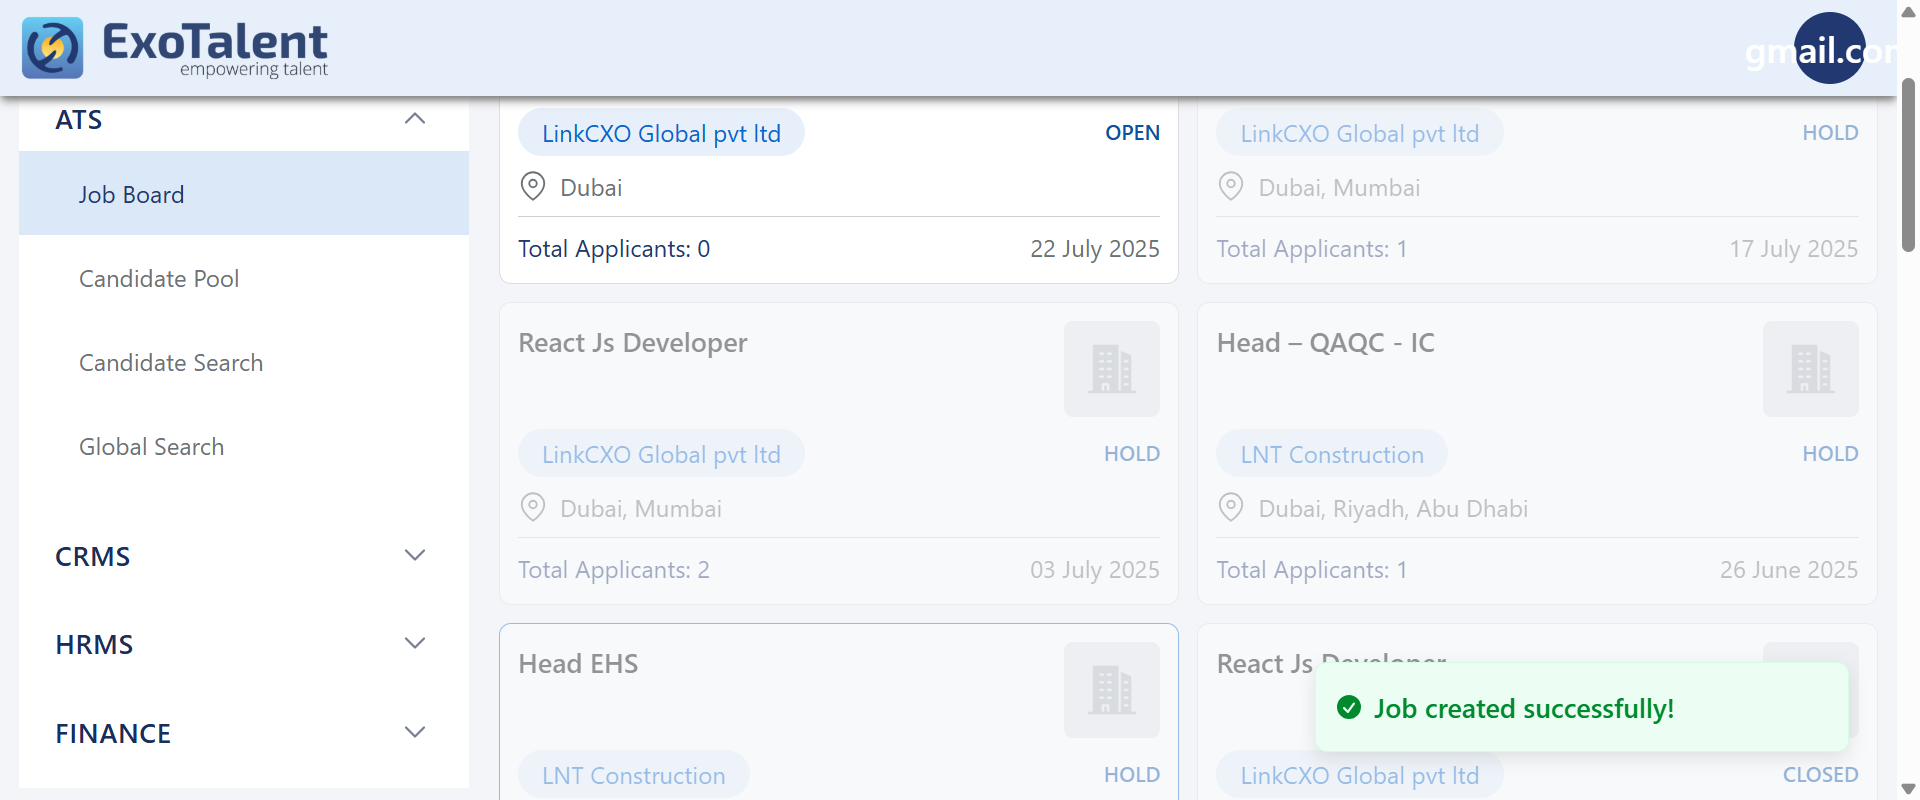 ExoTalent
empowering talent
gmail.con
ATS
Job Board
Candidate Pool
Candidate Search
Global Search
CRMS
HRMS
FINANCE
LinkCXO Global pvt ltd
OPEN
Dubai
Total Applicants: 0
22 July 2025
LinkCXO Global pvt ltd
HOLD
Dubai, Mumbai
Total Applicants: 1
17 July 2025
React Js Developer
LinkCXO Global pvt ltd
HOLD
Dubai, Mumbai
Total Applicants: 2
03 July 2025
Head – QAQC - IC
LNT Construction
HOLD
Dubai, Riyadh, Abu Dhabi
Total Applicants: 1
26 June 2025
Head EHS
LNT Construction
HOLD
React Js Developer
LinkCXO Global pvt ltd
CLOSED
Job created successfully!